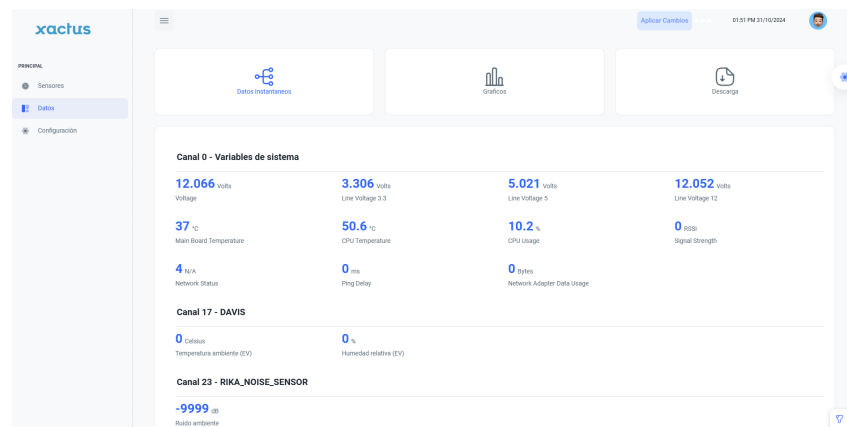 xactus
Aplicar Cambios
01:51 PM 31/10/2024
PRINCIPAL
Sensores
Datos
Configuración
Datos Instantaneos
Graficos
Descarga
Canal 0 - Variables de sistema
12.066 Volts
Voltage
3.306 Volts
Line Voltage 3.3
5.021 Volts
Line Voltage 5
12.052 Volts
Line Voltage 12
37 °C
Main Board Temperature
50.6 °C
CPU Temperature
10.2 %
CPU Usage
0 RSSI
Signal Strength
4 N/A
Network Status
0 ms
Ping Delay
0 Bytes
Network Adapter Data Usage
Canal 17 - DAVIS
0 Celsius
Temperatura ambiente (EV)
0 %
Humedad relativa (EV)
Canal 23 - RIKA_NOISE_SENSOR
-9999 dB
Ruido ambiente